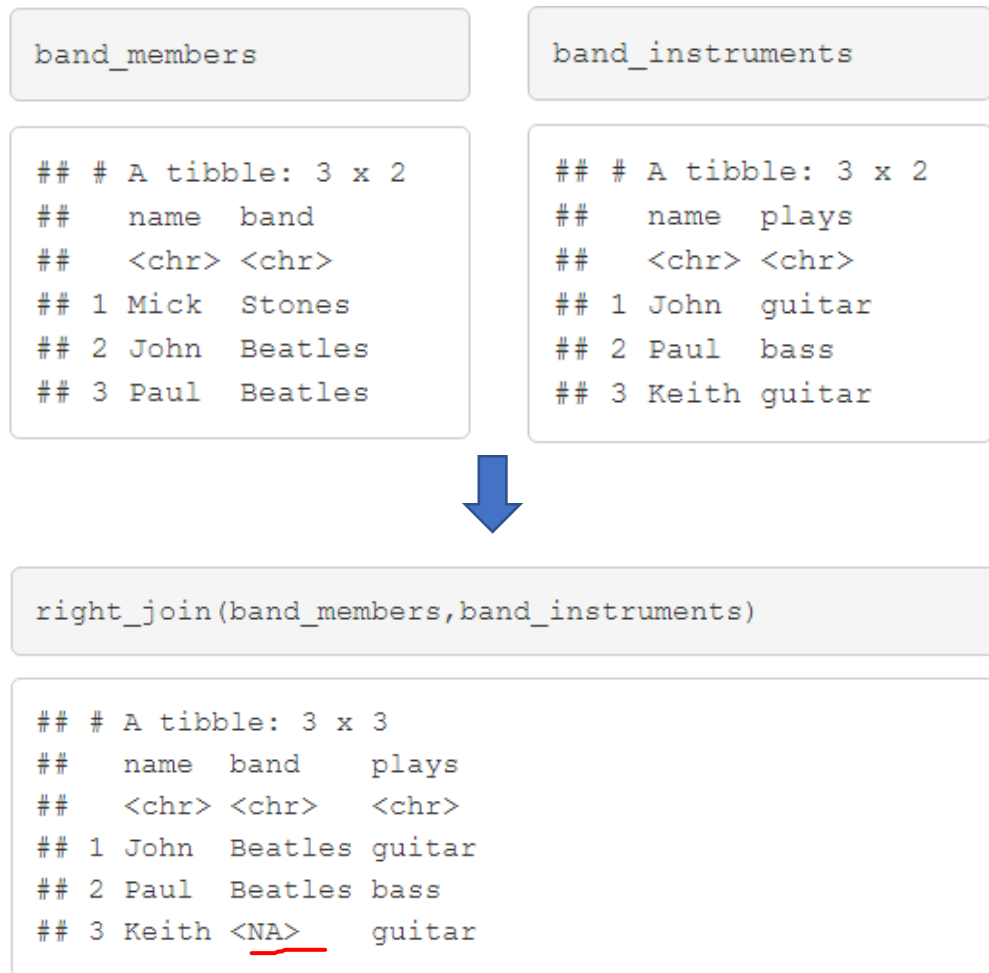 band_members
## # A tibble: 3 x 2
##   name  band
##   <chr> <chr>
## 1 Mick  Stones
## 2 John  Beatles
## 3 Paul  Beatles
band_instruments
## # A tibble: 3 x 2
##   name  plays
##   <chr> <chr>
## 1 John  guitar
## 2 Paul  bass
## 3 Keith guitar
right_join(band_members,band_instruments)
## # A tibble: 3 x 3
##   name  band    plays
##   <chr> <chr>   <chr>
## 1 John  Beatles guitar
## 2 Paul  Beatles bass
## 3 Keith <NA>    guitar